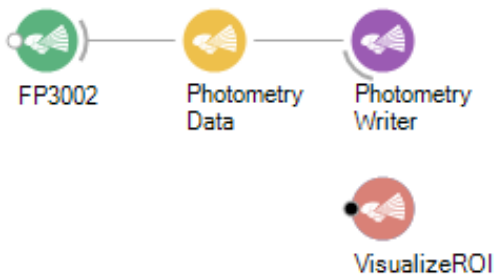 FP3002
Photometry
Data
Photometry
Writer
VisualizeROI